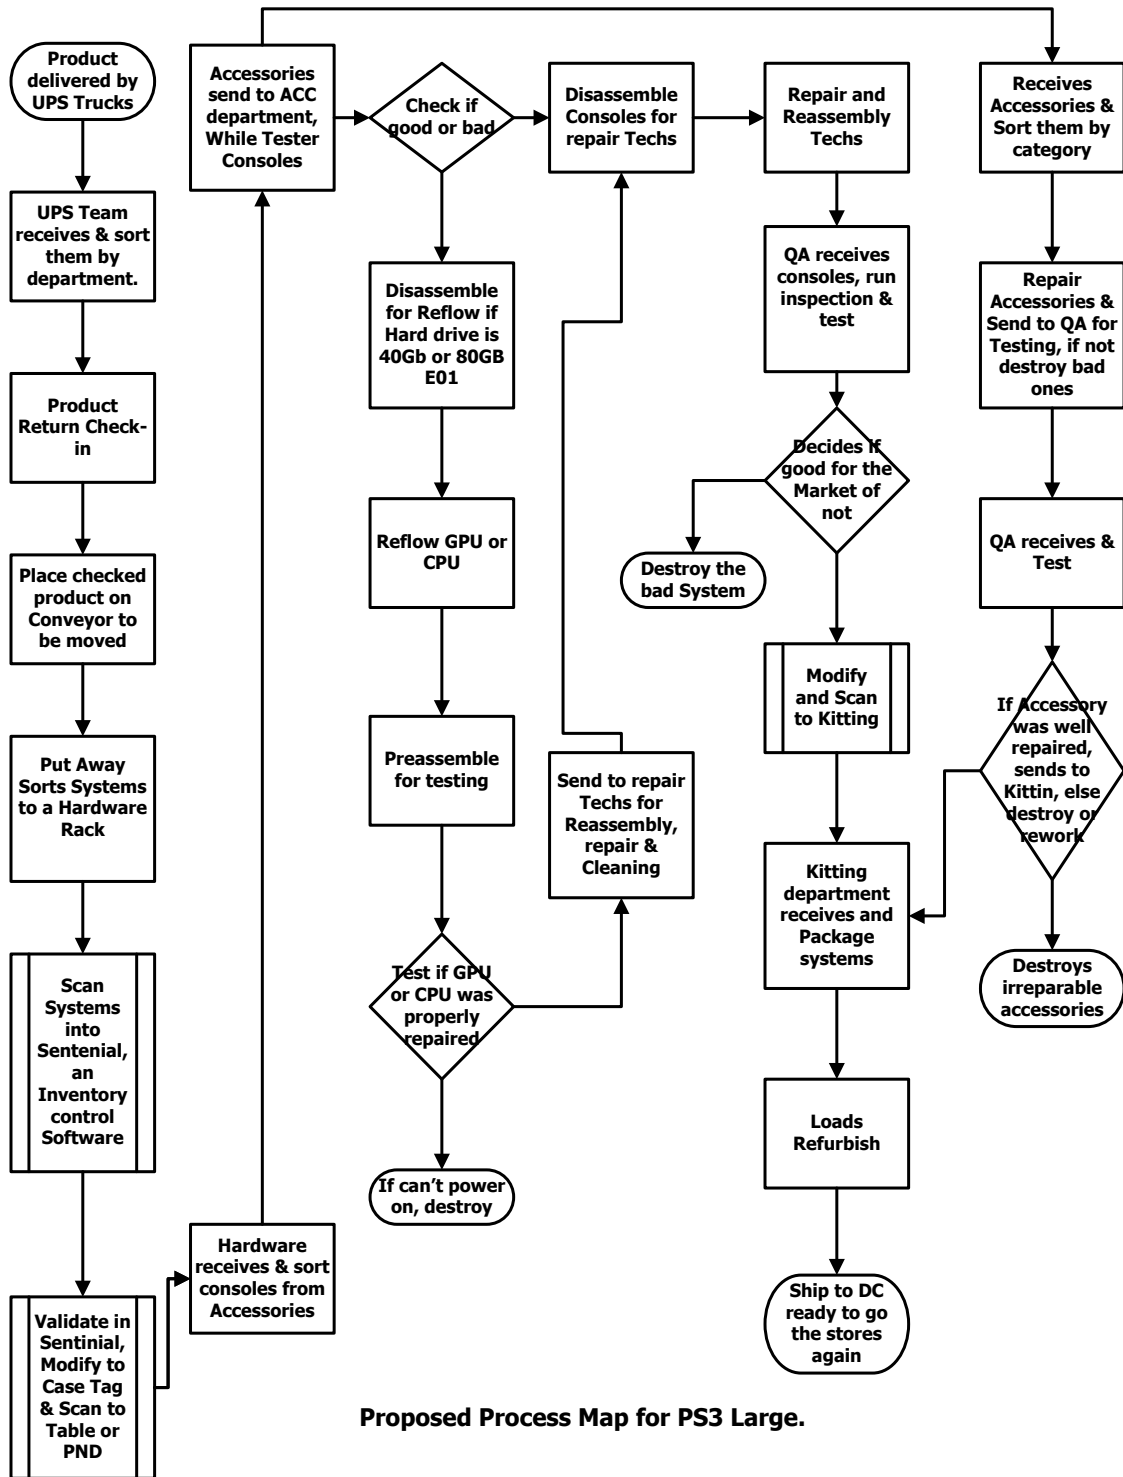 Product
delivered by
UPS Trucks
UPS Team
receives & sort
them by
department.
Product
Return Check-
in
Place checked
product on
Conveyor to
be moved
Put Away
Sorts Systems
to a Hardware
Rack
Scan
Systems
into
Sentenial,
an
Inventory
control
Software
Validate in
Sentinial,
Modify to
Case Tag
& Scan to
Table or
PND
Hardware
receives & sort
consoles from
Accessories
Accessories
send to ACC
department,
While Tester
Consoles
Check if
good or bad
Disassemble
for Reflow if
Hard drive is
40Gb or 80GB
E01
Reflow GPU or
CPU
Preassemble
for testing
Test if GPU
or CPU was
properly
repaired
If can't power
on, destroy
Send to repair
Techs for
Reassembly,
repair &
Cleaning
Disassemble
Consoles for
repair Techs
Repair and
Reassembly
Techs
QA receives
consoles, run
inspection &
test
Decides if
good for the
Market of
not
Destroy the
bad System
Modify
and Scan
to Kitting
Kitting
department
receives and
Package
systems
Loads
Refurbish
Ship to DC
ready to go
the stores
again
Receives
Accessories &
Sort them by
category
Repair
Accessories &
Send to QA for
Testing, if not
destroy bad
ones
QA receives &
Test
If Accessory
was well
repaired,
sends to
Kittin, else
destroy or
rework
Destroys
irreparable
accessories
Proposed Process Map for PS3 Large.